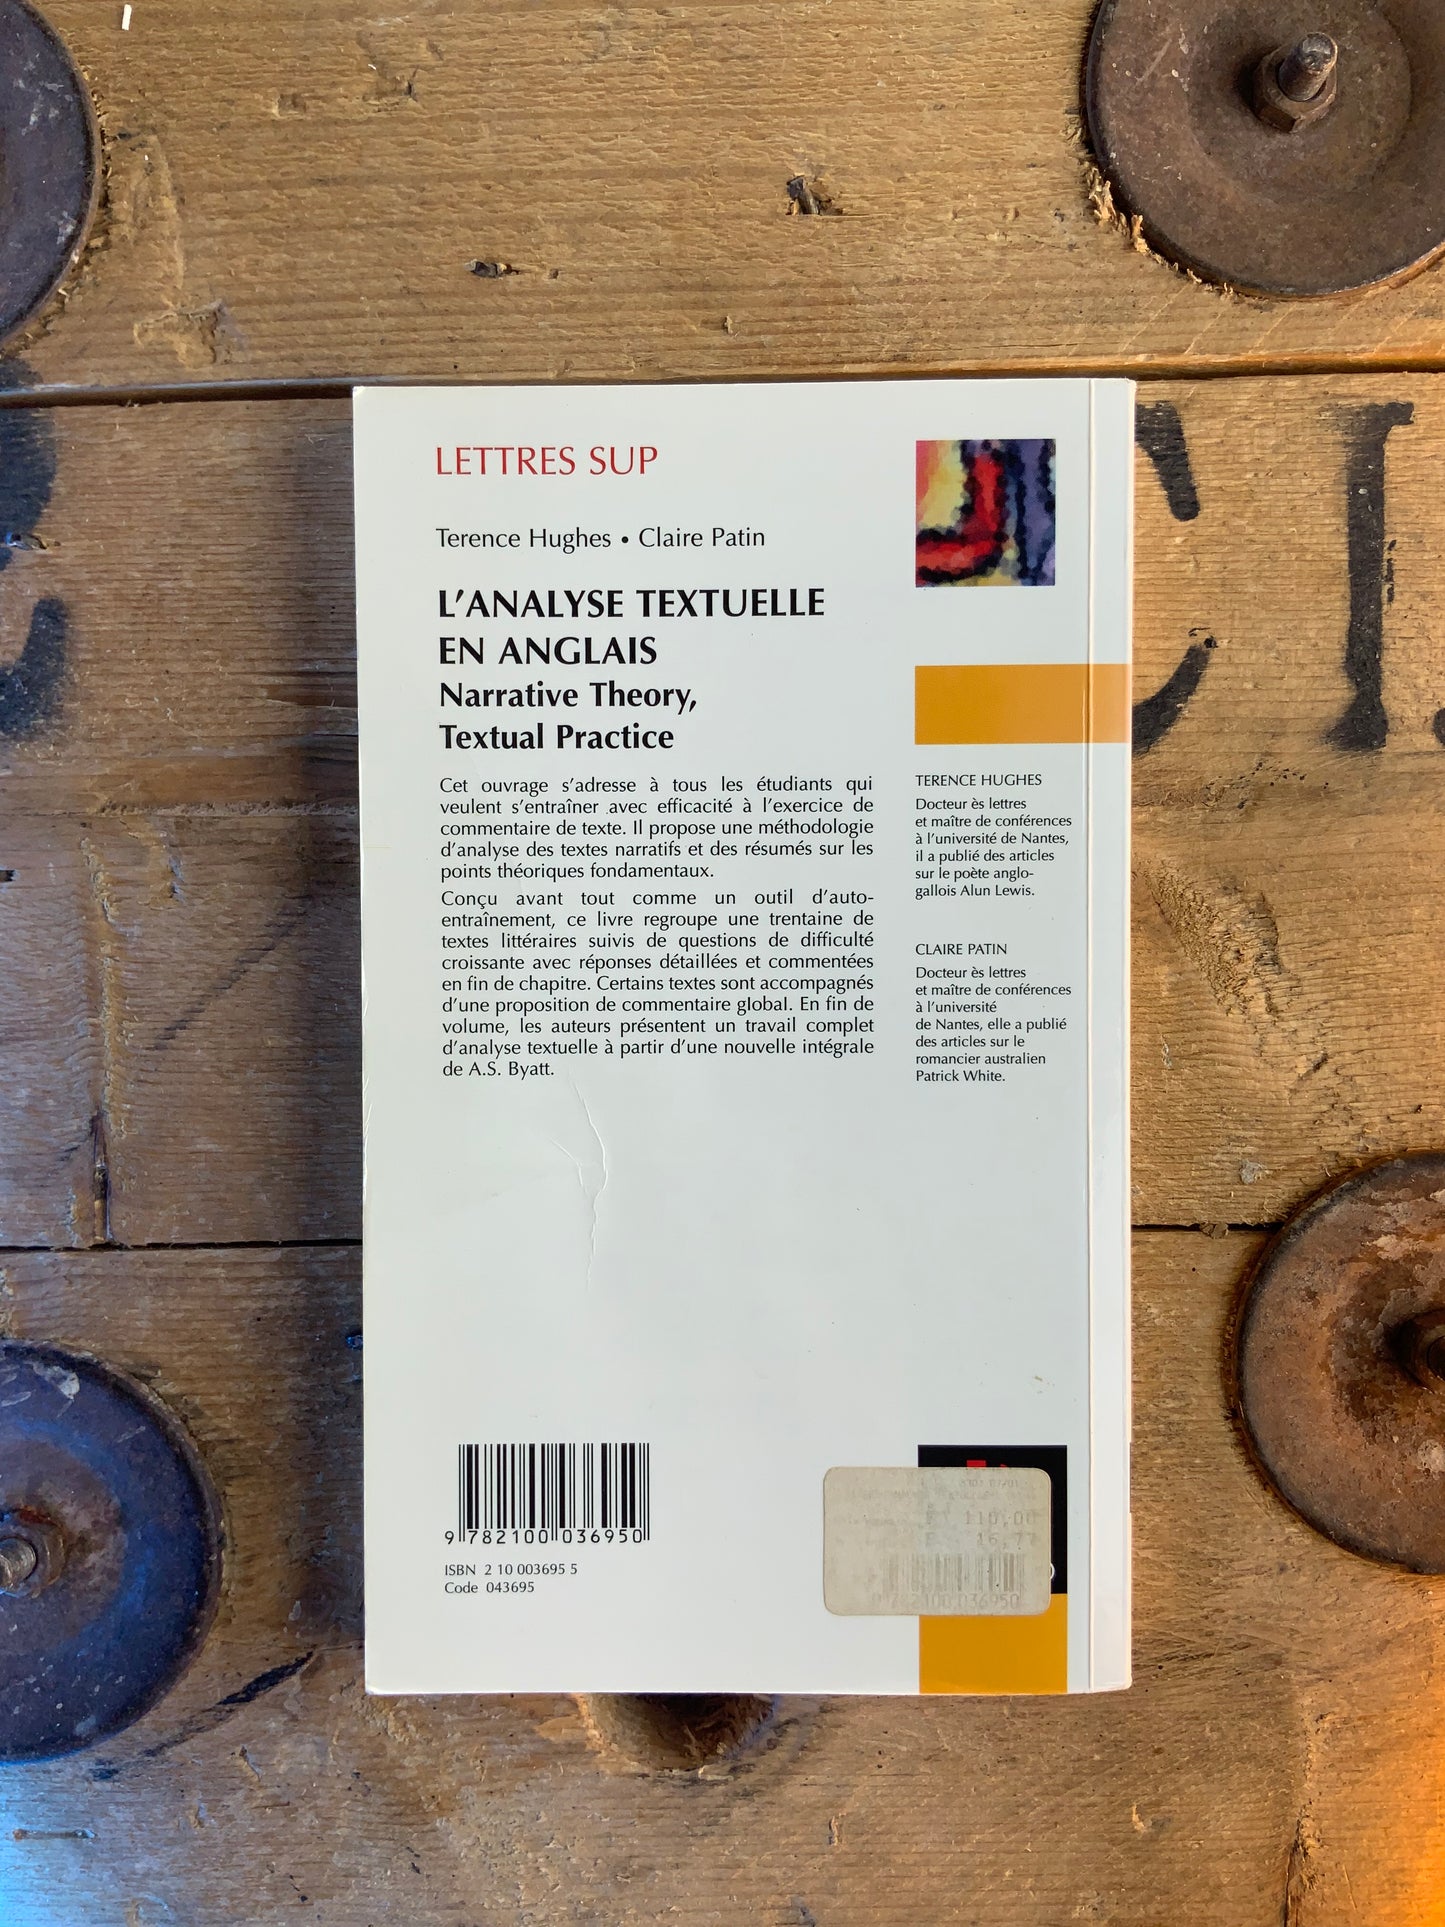 LETTRES SUP
Terence Hughes • Claire Patin
L'ANALYSE TEXTUELLE
EN ANGLAIS
Narrative Theory,
Textual Practice
Cet ouvrage s'adresse à tous les étudiants qui
veulent s'entraîner avec efficacité à l'exercice de
commentaire de texte. Il propose une méthodologie
d'analyse des textes narratifs et des résumés sur les
points théoriques fondamentaux.
Conçu avant tout comme un outil d'auto-
entraînement, ce livre regroupe une trentaine de
textes littéraires suivis de questions de difficulté
croissante avec réponses détaillées et commentées
en fin de chapitre. Certains textes sont accompagnés
d'une proposition de commentaire global. En fin de
volume, les auteurs présentent un travail complet
d'analyse textuelle à partir d'une nouvelle intégrale
de A.S. Byatt.
TERENCE HUGHES
Docteur ès lettres
et maître de conférences
à l'université de Nantes,
il a publié des articles
sur le poète anglo-
gallois Alun Lewis.
CLAIRE PATIN
Docteur ès lettres
et maître de conférences
à l'université
de Nantes, elle a publié
des articles sur le
romancier australien
Patrick White.
9 782100 036950
ISBN 2 10 003695 5
Code 043695
110,00
16,77
9 782100 036950
CI.